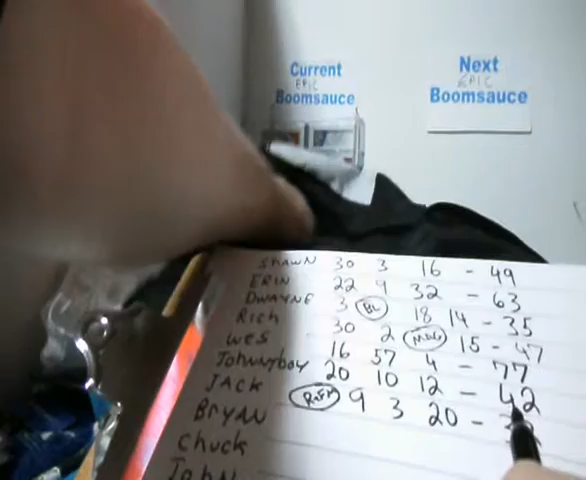 Current
EPIC
Boomsauce
Next
EPIC
Boomsauce
SHAWN 30 3 16 - 49
ERIN 22 9 32 - 63
DWAYNE 3 BL 18 14 - 35
Rich 30 2 15 - 47
WES 16 57 4 - 77
Johnnyboy 20 10 12 - 42
JACK 9 3 20 -
BRYAN
Chuck
John